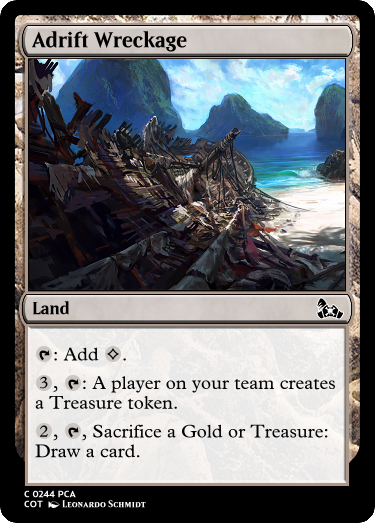 Adrift Wreckage
Land
: Add .
3, : A player on your team creates
a Treasure token.
2, , Sacrifice a Gold or Treasure:
Draw a card.
C 0244 PCA
COT Leonardo Schmidt